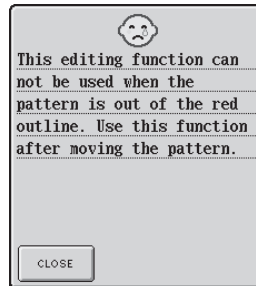 This editing function can
not be used when the
pattern is out of the red
outline. Use this function
after moving the pattern.
CLOSE